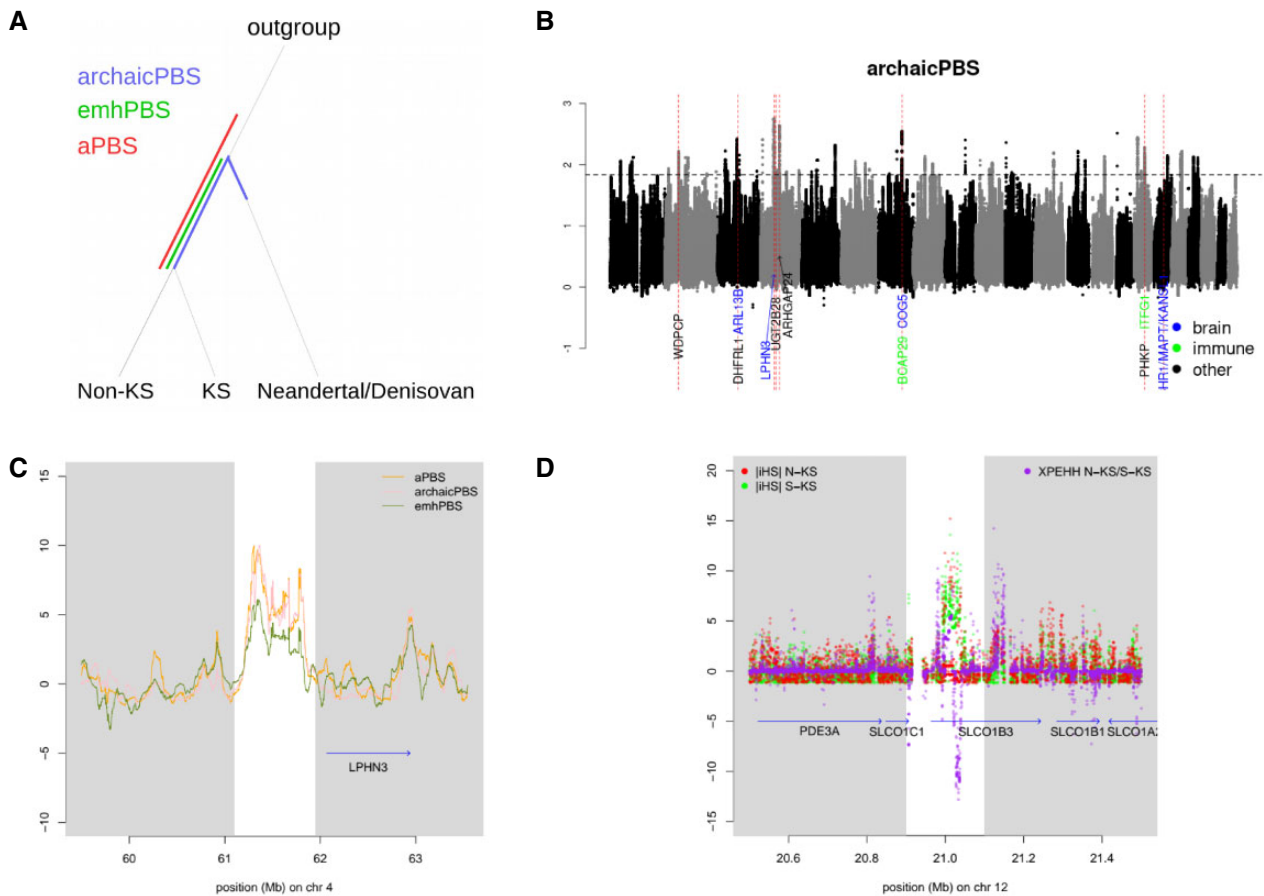 A
outgroup
archaicPBS
emhPBS
aPBS
Non-KS KS Neandertal/Denisovan
B
archaicPBS
3
2
1
0
-1
WDPCP
DHFRL1 ARL13B
LPHN3
UGT2B28
ARHGAP24
BCAP29 COG5
PHKP ITFG1
HR1/MAPT/KANSL1
brain
immune
other
C
aPBS
archaicPBS
emhPBS
15
10
5
0
−5
−10
LPHN3
60 61 62 63
position (Mb) on chr 4
D
|iHS| N−KS
|iHS| S−KS
XPEHH N−KS/S−KS
20
15
10
5
0
−5
−10
−15
PDE3A SLCO1C1 SLCO1B3 SLCO1B1 SLCO1A2
20.6 20.8 21.0 21.2 21.4
position (Mb) on chr 12